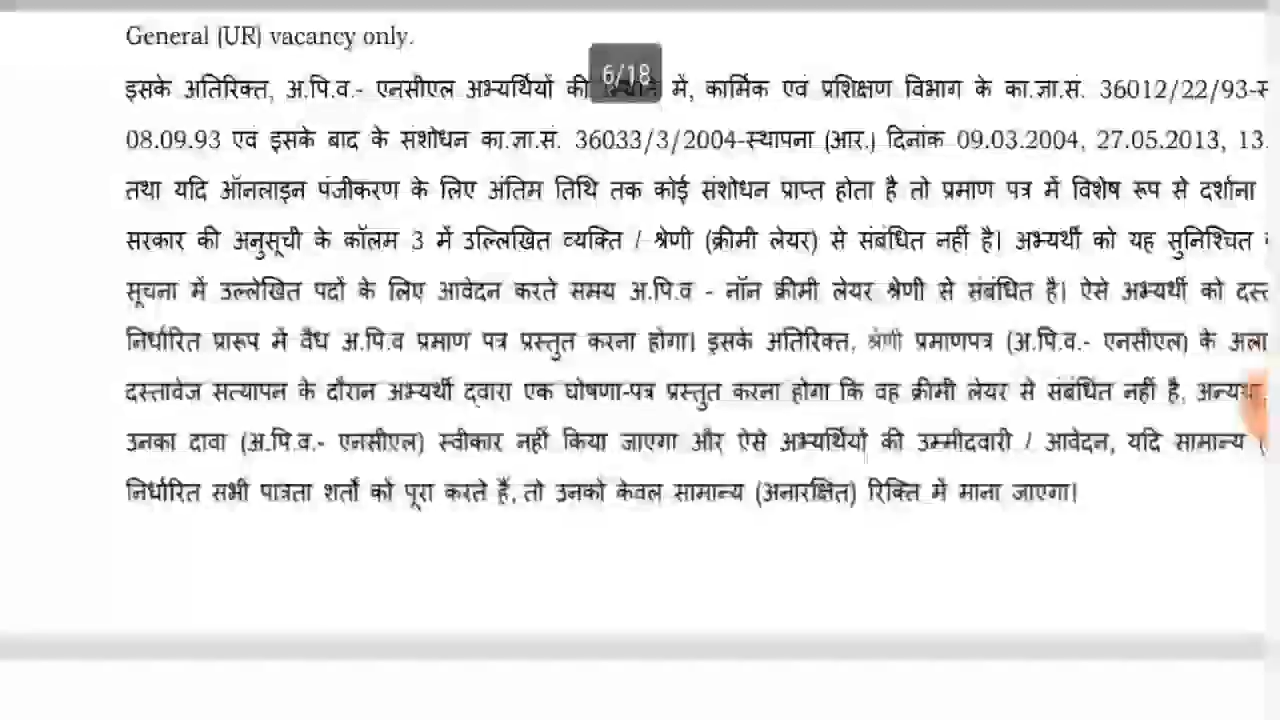 General (UR) vacancy only.
6/18
इसके अतिरिक्त, अ.पि.व.- एनसीएल अभ्यर्थियों की में, कार्मिक एवं प्रशिक्षण विभाग के का.ज्ञा.सं. 36012/22/93-
08.09.93 एवं इसके बाद के संशोधन का.ज्ञा.सं. 36033/3/2004-स्थापना (आर.) दिनांक 09.03.2004, 27.05.2013, 13.
तथा यदि ऑनलाइन पंजीकरण के लिए अंतिम तिथि तक कोई संशोधन प्राप्त होता है तो प्रमाण पत्र में विशेष रूप से दर्शाना
सरकार की अनुसूची के कॉलम 3 में उल्लिखित व्यक्ति / श्रेणी (क्रीमी लेयर) से संबंधित नहीं है। अभ्यर्थी को यह सुनिश्चित
सूचना में उल्लेखित पदों के लिए आवेदन करते समय अ.पि.व - नॉन क्रीमी लेयर श्रेणी से संबंधित है। ऐसे अभ्यर्थी को
निर्धारित प्रारूप में वैध अ.पि.व प्रमाण पत्र प्रस्तुत करना होगा। इसके अतिरिक्त, श्रेणी प्रमाणपत्र (अ.पि.व.- एनसीएल) के
दस्तावेज सत्यापन के दौरान अभ्यर्थी द्वारा एक घोषणा-पत्र प्रस्तुत करना होगा कि वह क्रीमी लेयर से संबंधित नहीं है, अन्यथा,
उनका दावा (अ.पि.व.- एनसीएल) स्वीकार नहीं किया जाएगा और ऐसे अभ्यर्थियों की उम्मीदवारी / आवेदन, यदि सामान्य
निर्धारित सभी पात्रता शर्तों को पूरा करते हैं, तो उनको केवल सामान्य (अनारक्षित) रिक्ति में माना जाएगा।